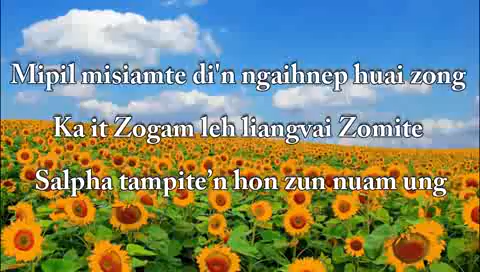 Mipil misiamte di'n ngaihnep huai zong
Ka it Zogam leh liangvai Zomite
Salpha tampite’n hon zun nuam ung